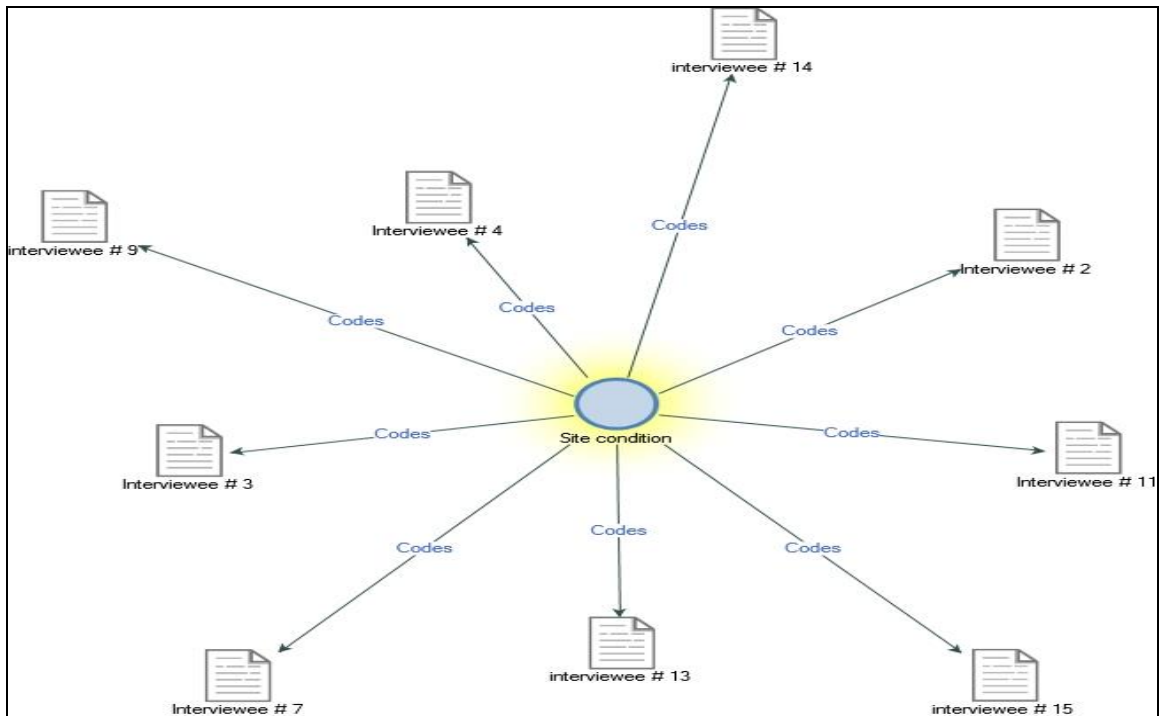 interviewee # 14
Codes
Interviewee # 4
interviewee # 9
Interviewee # 2
Codes
Codes
Codes
Site condition
Codes
Codes
Interviewee # 3
Interviewee # 11
Codes
Codes
Codes
interviewee # 13
Interviewee # 7
interviewee # 15